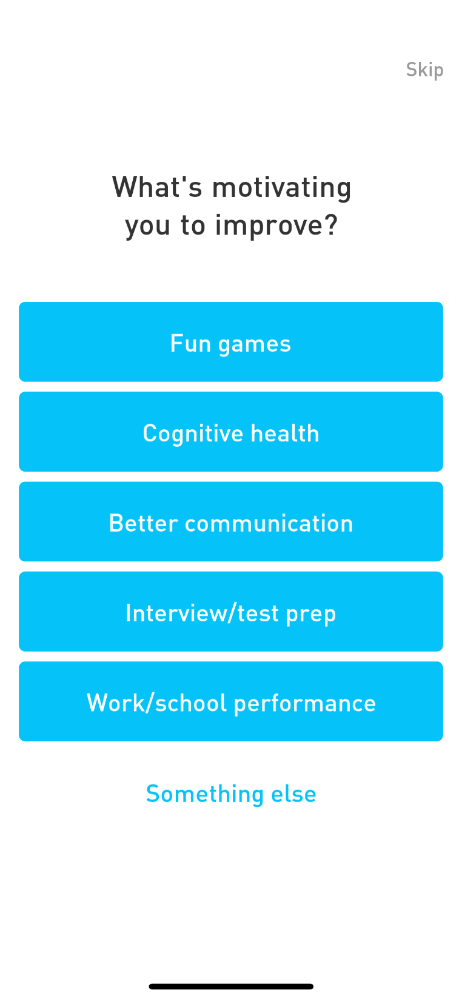 Skip
What's motivating
you to improve?
Fun games
Cognitive health
Better communication
Interview/test prep
Work/school performance
Something else